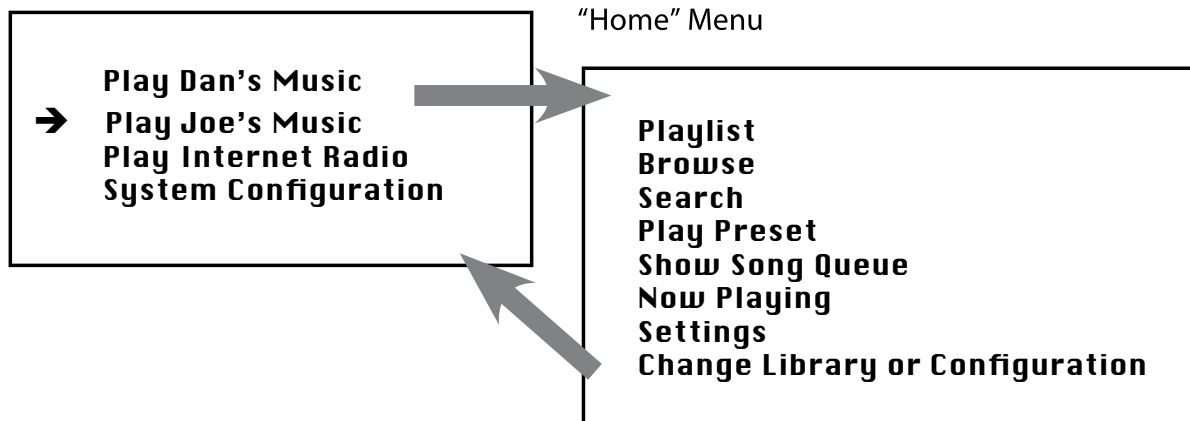 Play Dan’s Music
Play Joe’s Music
Play Internet Radio
System Configuration
“Home” Menu
Playlist
Browse
Search
Play Preset
Show Song Queue
Now Playing
Settings
Change Library or Configuration